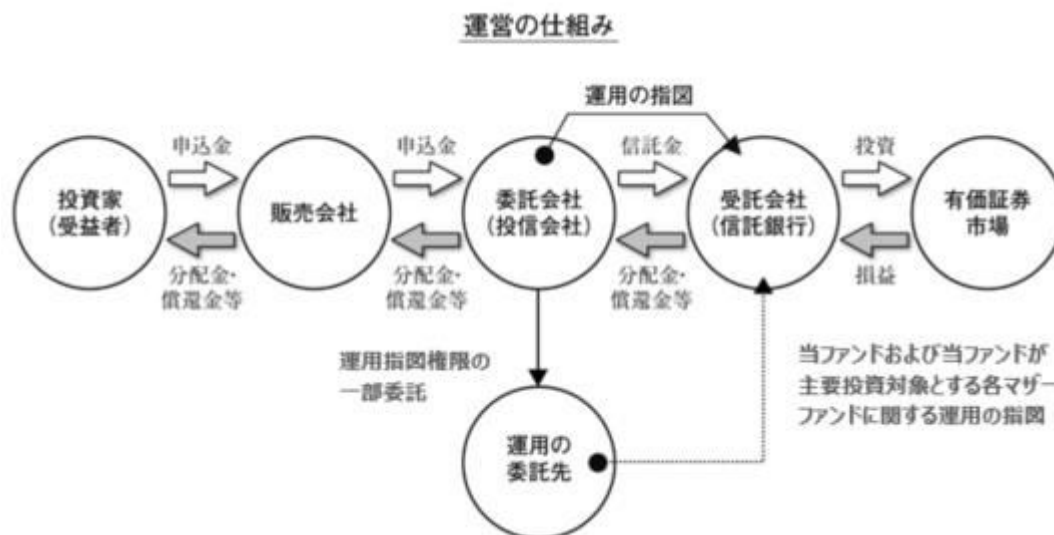 運営の仕組み
運用の指図
申込金
申込金
信託金
投資
投資家
(受益者)
販売会社
委託会社
(投信会社)
受託会社
(信託銀行)
有価証券
市場
分配金・
償還金等
分配金・
償還金等
分配金・
償還金等
損益
運用指図権限の
一部委託
当ファンドおよび当ファンドが
主要投資対象とする各マザー
ファンドに関する運用の指図
運用の
委託先